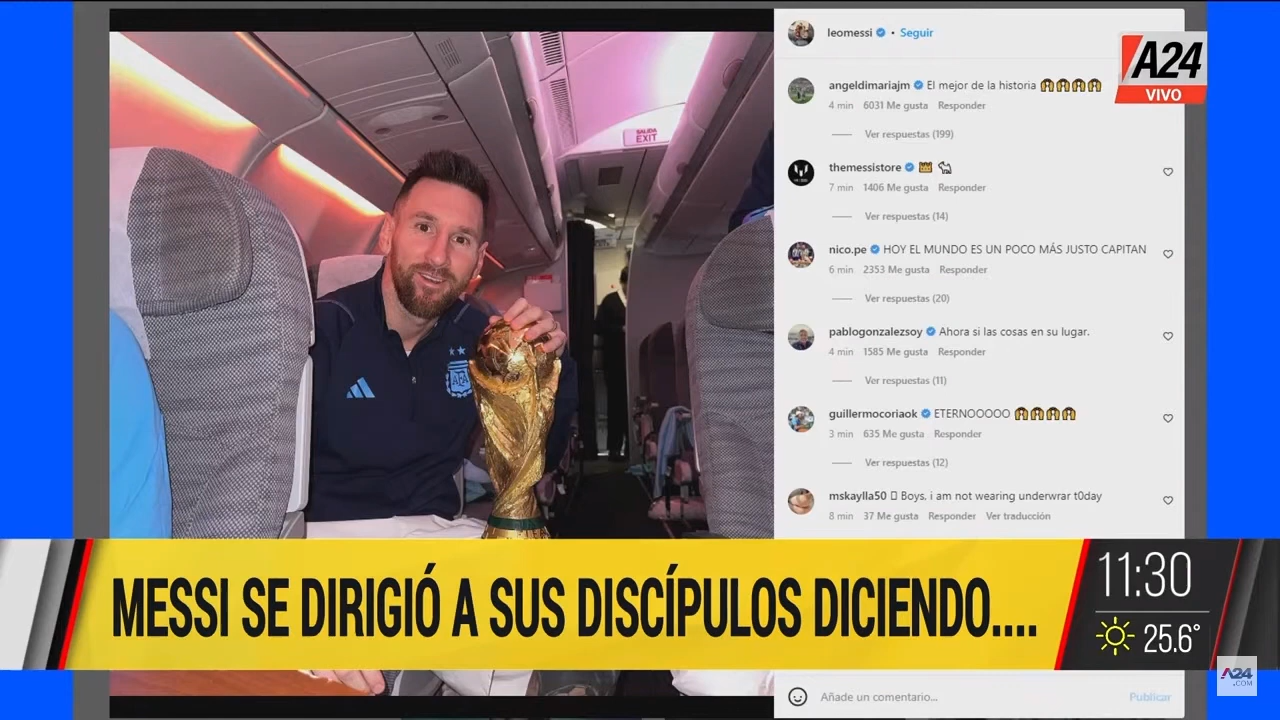 leomessi • Seguir
A24
VIVO
angeldimariajm El mejor de la historia
4 min 6031 Me gusta Responder
Ver respuestas (199)
themessistore
7 min 1406 Me gusta Responder
Ver respuestas (14)
nico.pe HOY EL MUNDO ES UN POCO MÁS JUSTO CAPITAN
6 min 2353 Me gusta Responder
Ver respuestas (20)
pablogonzalezsoy Ahora si las cosas en su lugar.
4 min 1585 Me gusta Responder
Ver respuestas (11)
guillermocoriaok ETERNOOOOO
3 min 635 Me gusta Responder
Ver respuestas (12)
mskaylla50 Boys. i am not wearing underwrar t0day
8 min 37 Me gusta Responder Ver traducción
SALIDA
EXIT
AFA
MESSI SE DIRIGIÓ A SUS DISCÍPULOS DICIENDO....
11:30
25.6°
A24
.COM
Añade un comentario...
Publicar